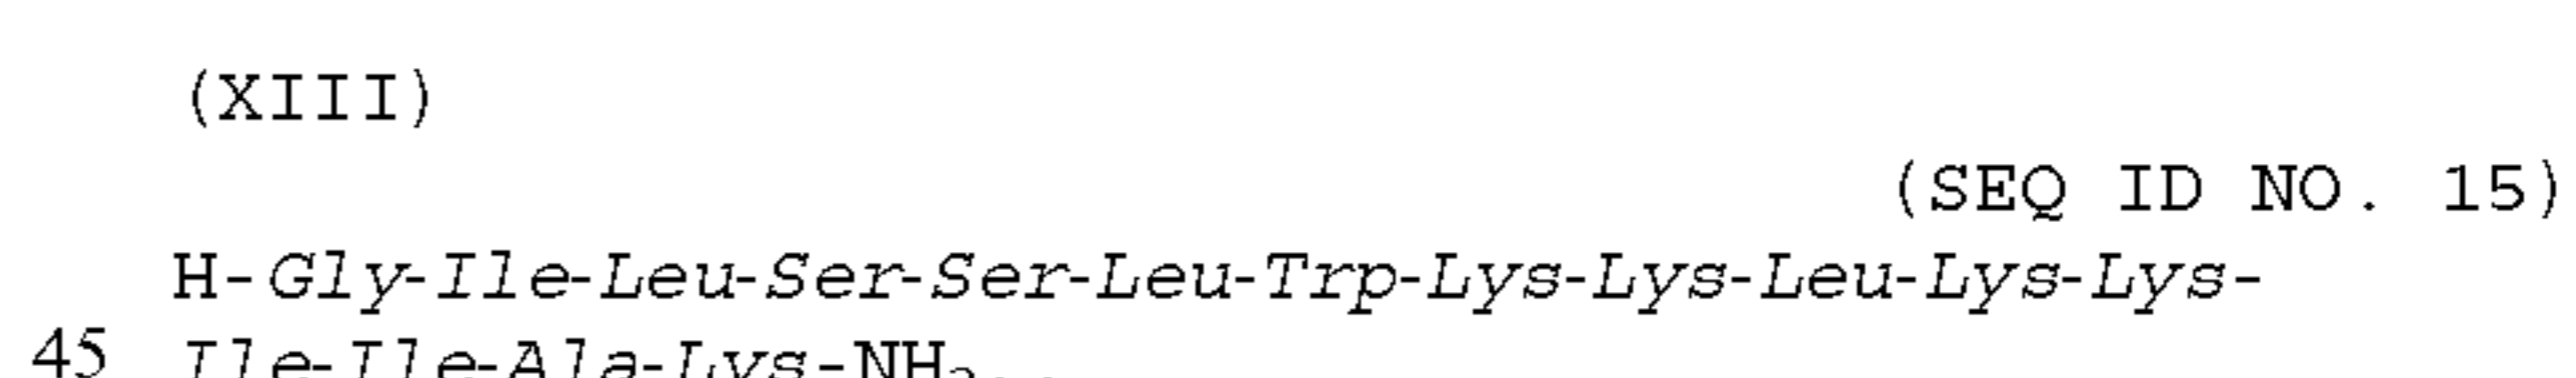 (XIII)
(SEQ ID NO. 15)
H-Gly-Ile-Leu-Ser-Ser-Leu-Trp-Lys-Lys-Leu-Lys-Lys-
45 Ile-Ile-Ala-Lys-NH₂